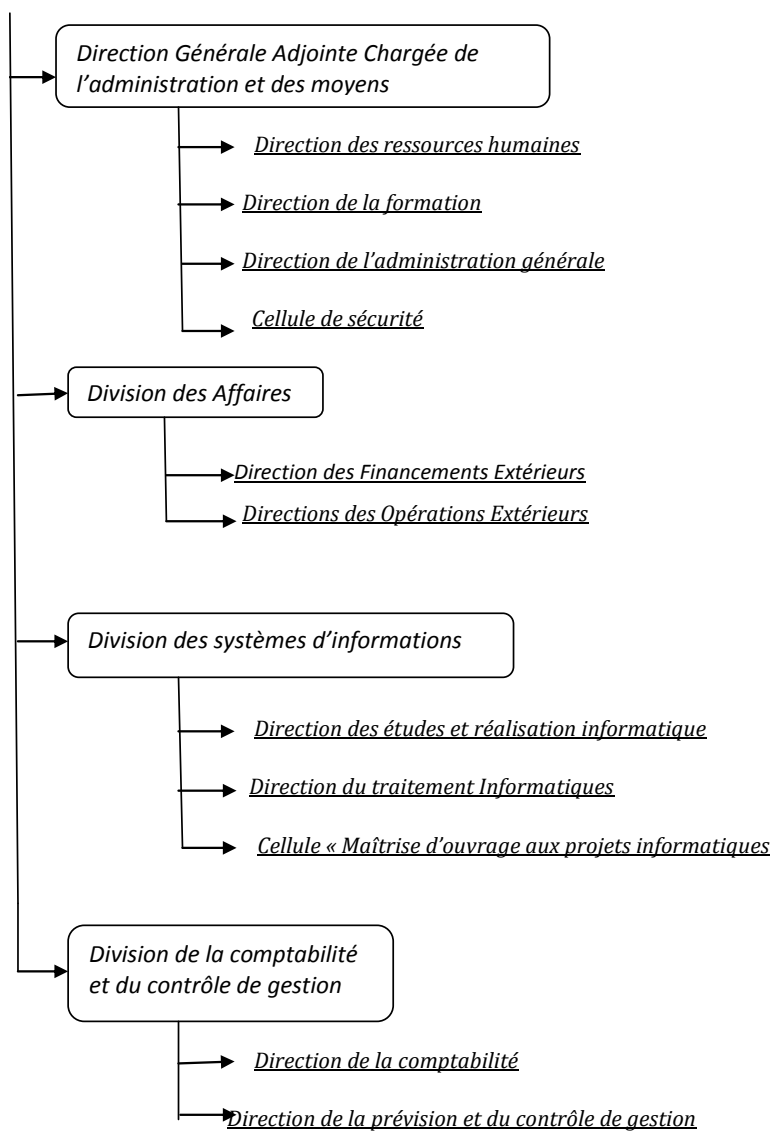 Direction Générale Adjointe Chargée de
l’administration et des moyens
Direction des ressources humaines
Direction de la formation
Direction de l’administration générale
Cellule de sécurité
Division des Affaires
Direction des Financements Extérieurs
Directions des Opérations Extérieurs
Division des systèmes d’informations
Direction des études et réalisation informatique
Direction du traitement Informatiques
Cellule « Maîtrise d’ouvrage aux projets informatiques
Division de la comptabilité
et du contrôle de gestion
Direction de la comptabilité
Direction de la prévision et du contrôle de gestion